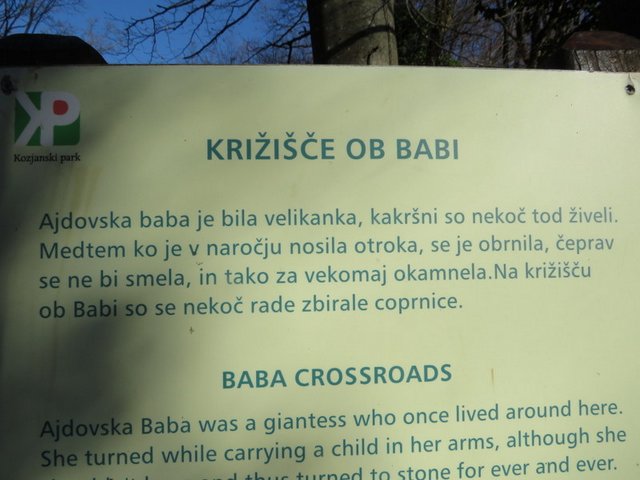 KP
Kozjanski park
KRIŽIŠČE OB BABI
Ajdovska baba je bila velikanka, kakršni so nekoč tod živeli.
Medtem ko je v naročju nosila otroka, se je obrnila, čeprav
se ne bi smela, in tako za vekomaj okamnela.Na križišču
ob Babi so se nekoč rade zbirale coprnice.
BABA CROSSROADS
Ajdovska Baba was a giantess who once lived around here.
She turned while carrying a child in her arms, although she
and thus turned to stone for ever and ever.